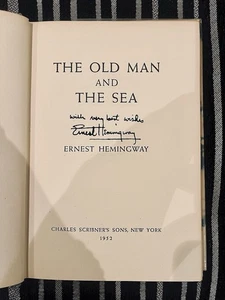 THE OLD MAN
AND
THE SEA
with very best wishes
Ernest Hemingway
ERNEST HEMINGWAY
CHARLES SCRIBNER'S SONS, NEW YORK
1952